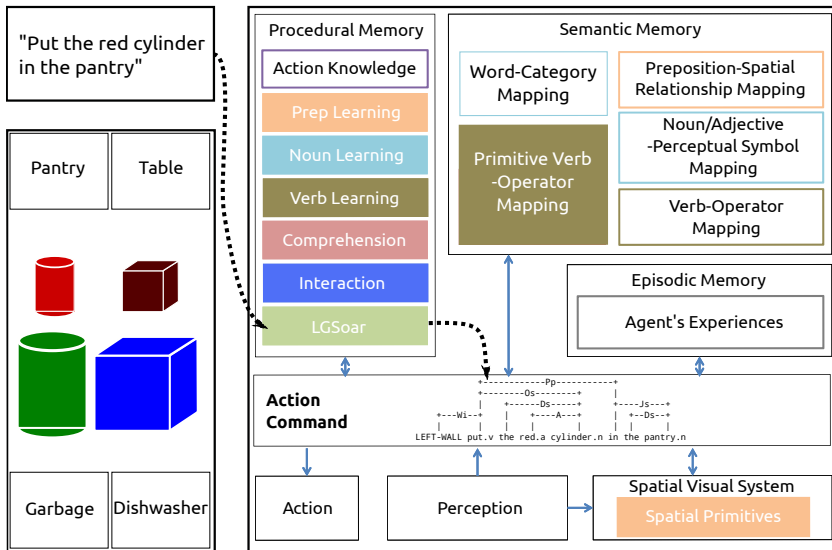 "Put the red cylinder
in the pantry"
Pantry
Table
Garbage
Dishwasher
Procedural Memory
Action Knowledge
Prep Learning
Noun Learning
Verb Learning
Comprehension
Interaction
LGSoar
Semantic Memory
Word-Category
Mapping
Primitive Verb
-Operator
Mapping
Preposition-Spatial
Relationship Mapping
Noun/Adjective
-Perceptual Symbol
Mapping
Verb-Operator
Mapping
Episodic Memory
Agent's Experiences
Action
Command
+-----------Pp-----------+
+-------Os-------+
+----Ds----+ +---Js---+
+---Wi--+ | | +---A---+ | +--Ds--+
| | | | | | | |
LEFT-WALL put.v the red.a cylinder.n in the pantry.n
Action
Perception
Spatial Visual System
Spatial Primitives